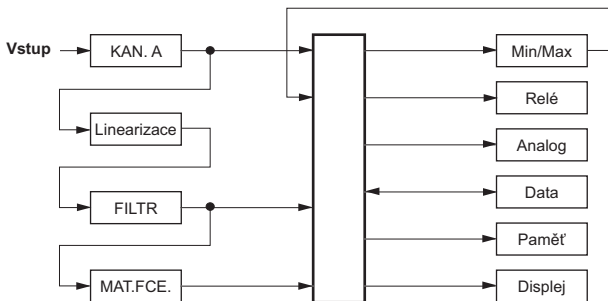 Vstup
KAN. A
Min/Max
Relé
Linearizace
Analog
Data
FILTR
Paměť
MAT.FCE.
Displej